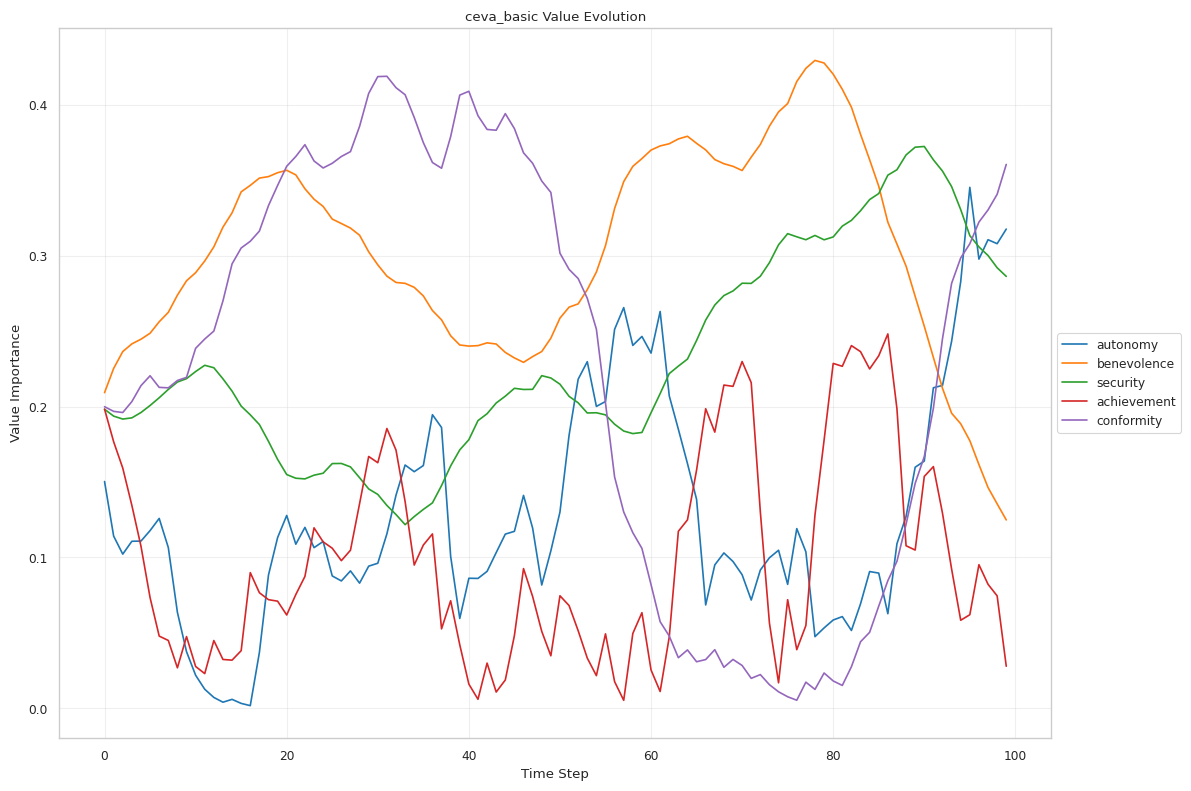 ceva_basic Value Evolution
Value Importance
0.4
0.3
0.2
0.1
0.0
0 20 40 60 80 100
Time Step
autonomy
benevolence
security
achievement
conformity